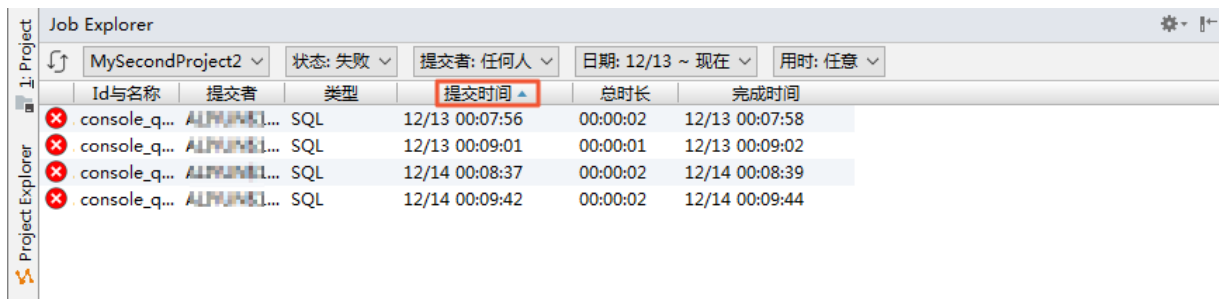 Job Explorer
MySecondProject2 状态: 失败 提交者: 任何人 日期: 12/13 ~ 现在 用时: 任意
Id与名称 提交者 类型 提交时间 总时长 完成时间
console_q... SQL 12/13 00:07:56 00:00:02 12/13 00:07:58
console_q... SQL 12/13 00:09:01 00:00:01 12/13 00:09:02
console_q... SQL 12/14 00:08:37 00:00:02 12/14 00:08:39
console_q... SQL 12/14 00:09:42 00:00:02 12/14 00:09:44
1: Project
Project Explorer